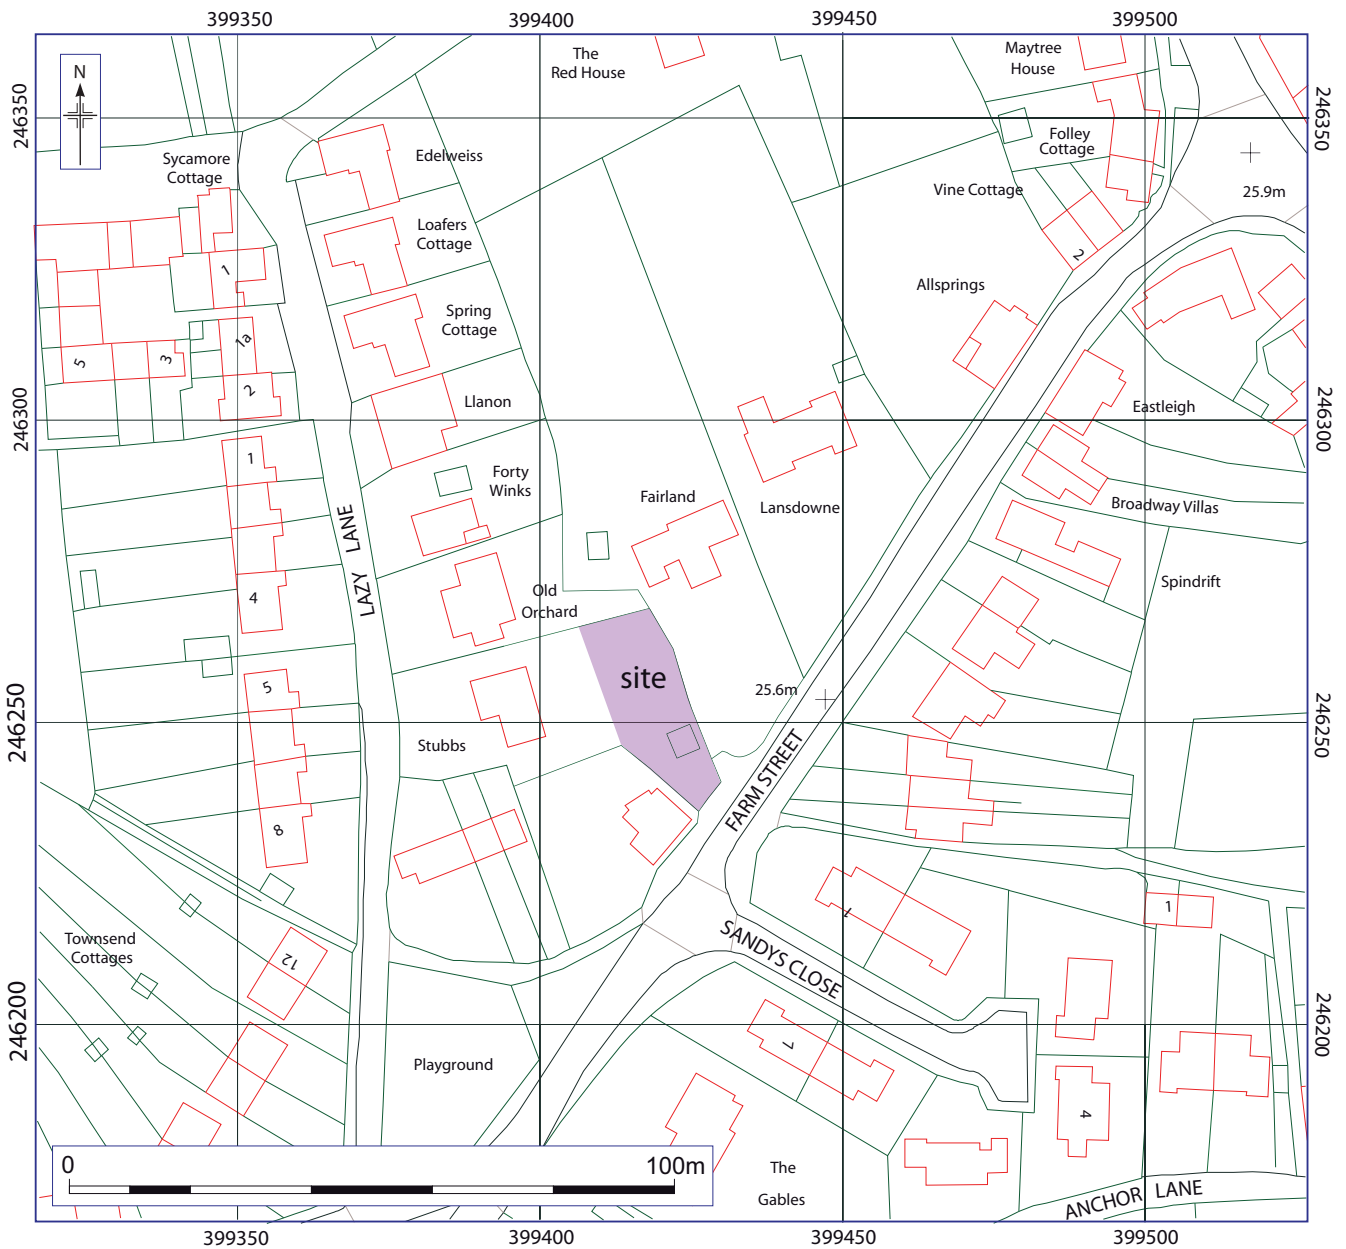 399350
399400
399450
399500
246350
246350
N
The
Red House
Maytree
House
Folley
Cottage
25.9m
Sycamore
Cottage
Edelweiss
Vine Cottage
2
Loafers
Cottage
1
Allsprings
Spring
Cottage
1a
5
3
2
Llanon
Eastleigh
246300
246300
1
Forty
Winks
Fairland
Lansdowne
Broadway Villas
LAZY LANE
4
Old
Orchard
Spindrift
site
5
25.6m
246250
246250
Stubbs
FARM STREET
8
1
1
Townsend
Cottages
12
SANDYS CLOSE
246200
246200
7
Playground
4
0
100m
The
Gables
ANCHOR LANE
399350
399400
399450
399500